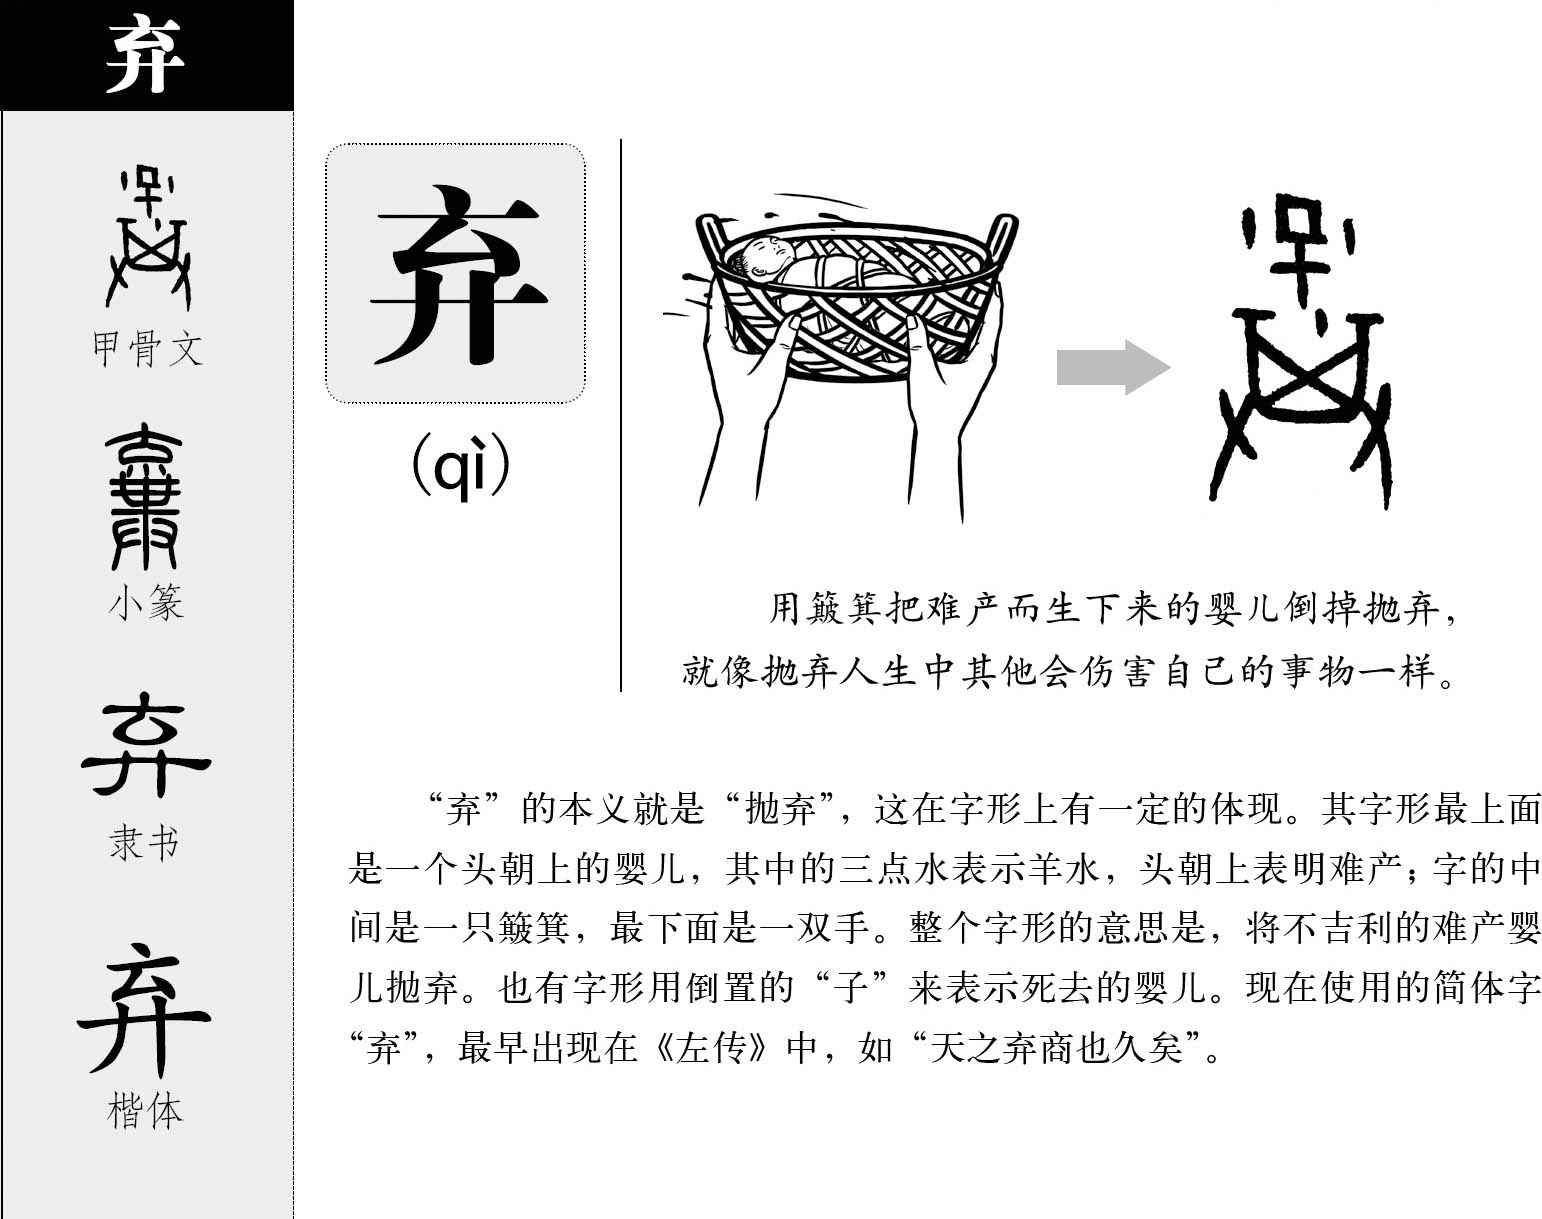 弃
甲骨文
小篆
隶书
楷体
弃
（qì）
用簸箕把难产而生下来的婴儿倒掉抛弃，
就像抛弃人生中其他会伤害自己的事物一样。
“弃”的本义就是“抛弃”，这在字形上有一定的体现。其字形最上面
是一个头朝上的婴儿，其中的三点水表示羊水，头朝上表明难产；字的中
间是一只簸箕，最下面是一双手。整个字形的意思是，将不吉利的难产婴
儿抛弃。也有字形用倒置的“子”来表示死去的婴儿。现在使用的简体字
“弃”，最早出现在《左传》中，如“天之弃商也久矣”。